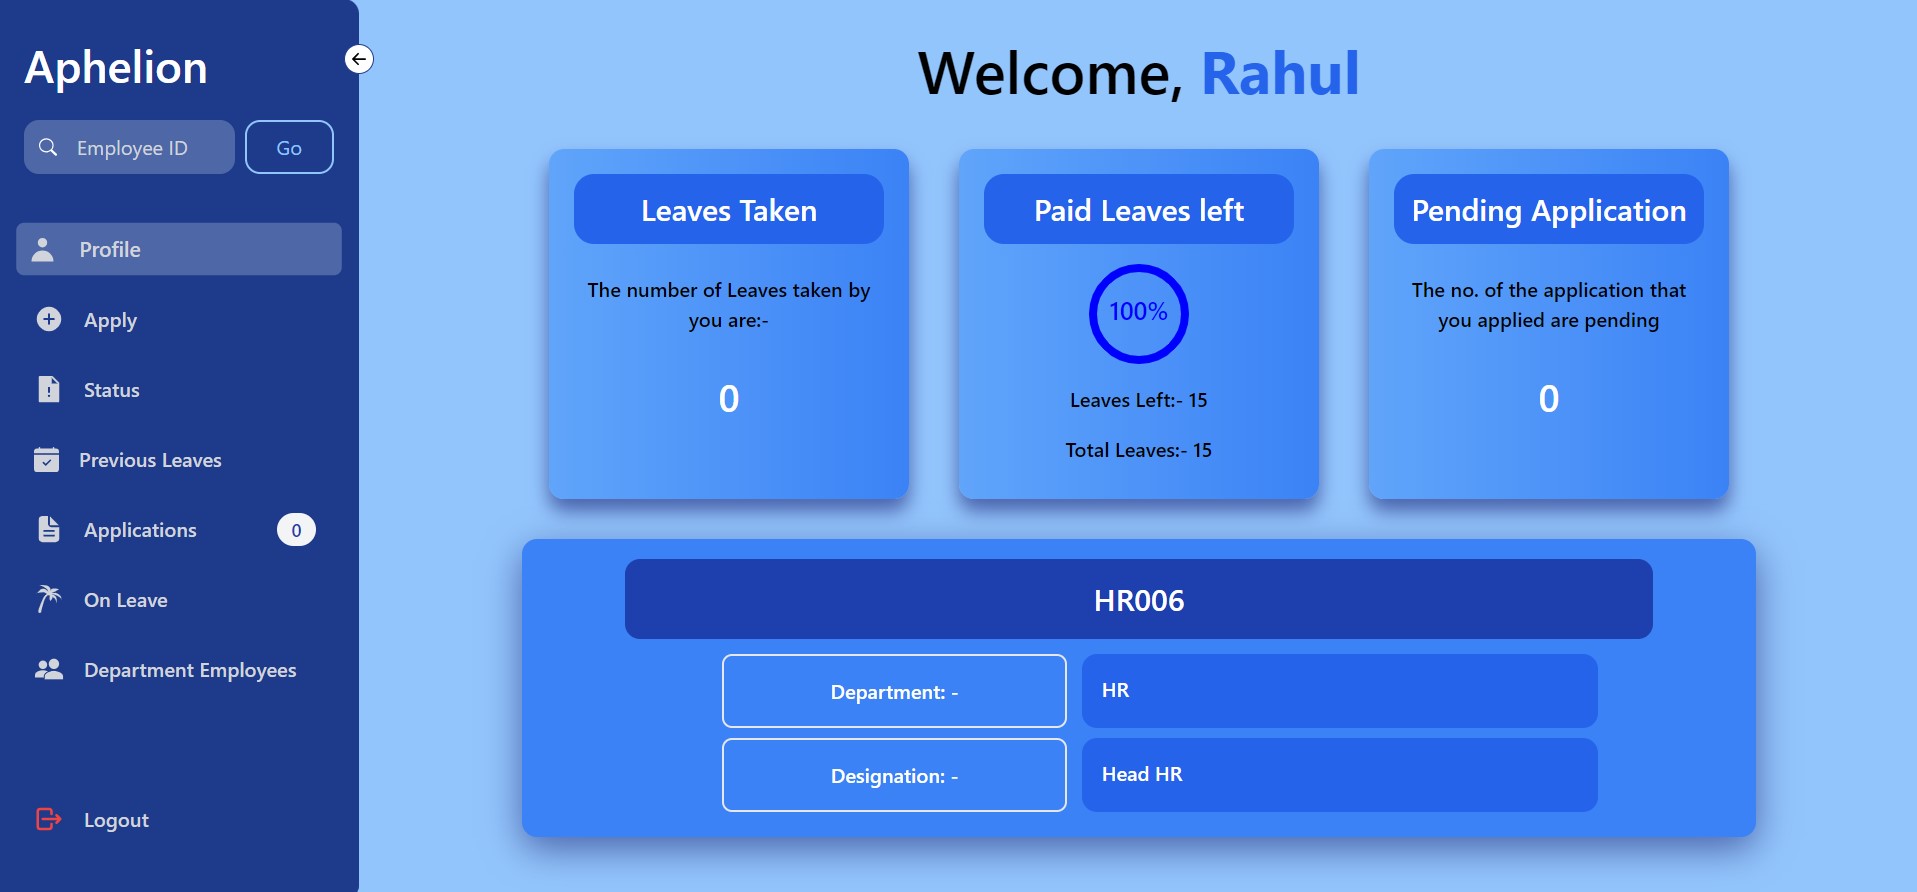 Aphelion
Employee ID
Go
Profile
Apply
Status
Previous Leaves
Applications
0
On Leave
Department Employees
Logout
Welcome, Rahul
Leaves Taken
The number of Leaves taken by
you are:-
0
Paid Leaves left
100%
Leaves Left:- 15
Total Leaves:- 15
Pending Application
The no. of the application that
you applied are pending
0
HR006
Department: -
HR
Designation: -
Head HR